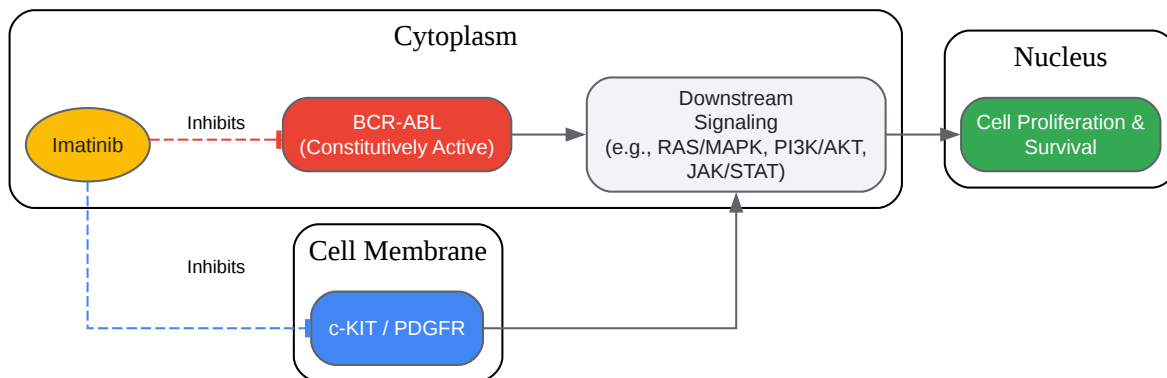 Cytoplasm
Nucleus
Imatinib
Inhibits
BCR-ABL
(Constitutively Active)
Downstream
Signaling
(e.g., RAS/MAPK, PI3K/AKT,
JAK/STAT)
Cell Proliferation &
Survival
Cell Membrane
Inhibits
c-KIT / PDGFR